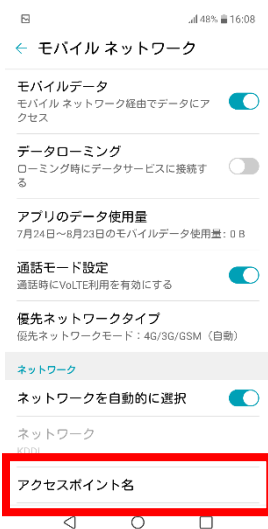 48% 16:08
← モバイル ネットワーク
モバイルデータ
モバイル ネットワーク経由でデータにア
クセス
データローミング
ローミング時にデータサービスに接続す
る
アプリのデータ使用量
7月24日～8月23日のモバイルデータ使用量: 0 B
通話モード設定
通話時にVoLTE利用を有効にする
優先ネットワークタイプ
優先ネットワークモード：4G/3G/GSM（自動）
ネットワーク
ネットワークを自動的に選択
ネットワーク
KDDI
アクセスポイント名